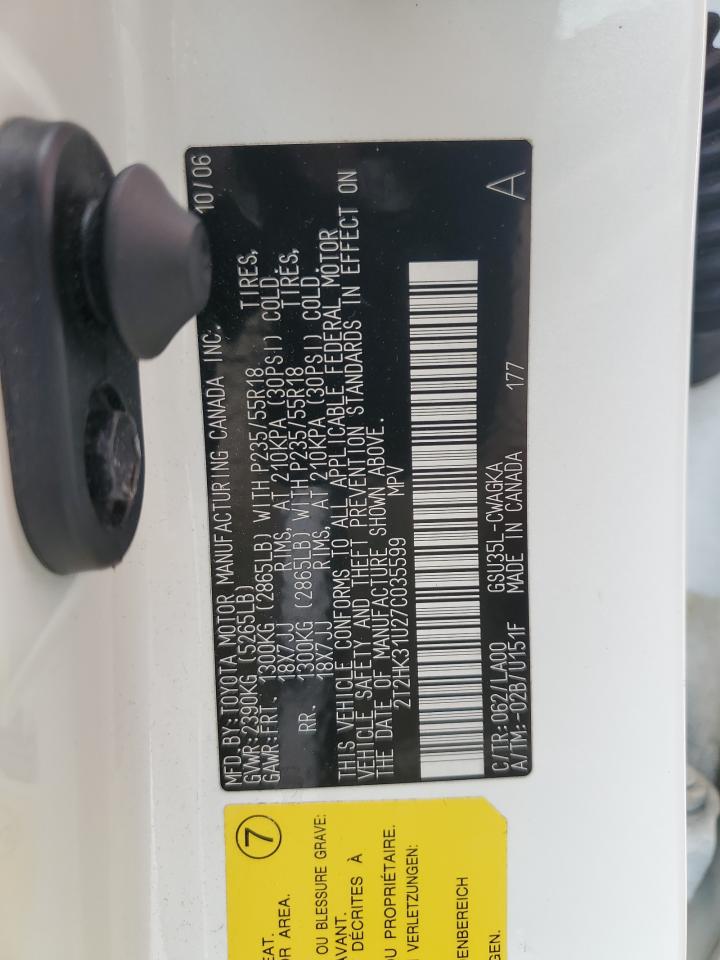 MFD.BY:TOYOTA MOTOR MANUFACTURING CANADA INC. 10/06
GVWR:2390KG (5265LB)
GAWR:FRT. 1300KG (2865LB) WITH P235/55R18 TIRES,
18X7JJ RIMS, AT 210KPA (30PSI) COLD.
RR. 1300KG (2865LB) WITH P235/55R18 TIRES,
18X7JJ RIMS, AT 210KPA (30PSI) COLD.
THIS VEHICLE CONFORMS TO ALL APPLICABLE FEDERAL MOTOR
VEHICLE SAFETY AND THEFT PREVENTION STANDARDS IN EFFECT ON
THE DATE OF MANUFACTURE SHOWN ABOVE.
2T2HK31U27C035599 MPV
C/TR:062/LA00 GSU35L-CWAGKA
A/TM:-02B/U151F MADE IN CANADA 177 A
7
EAT.
R AREA.
OU BLESSURE GRAVE:
AVANT.
DÉCRITES À
U PROPRIÉTAIRE.
VERLETZUNGEN:
ENBEREICH
GEN.